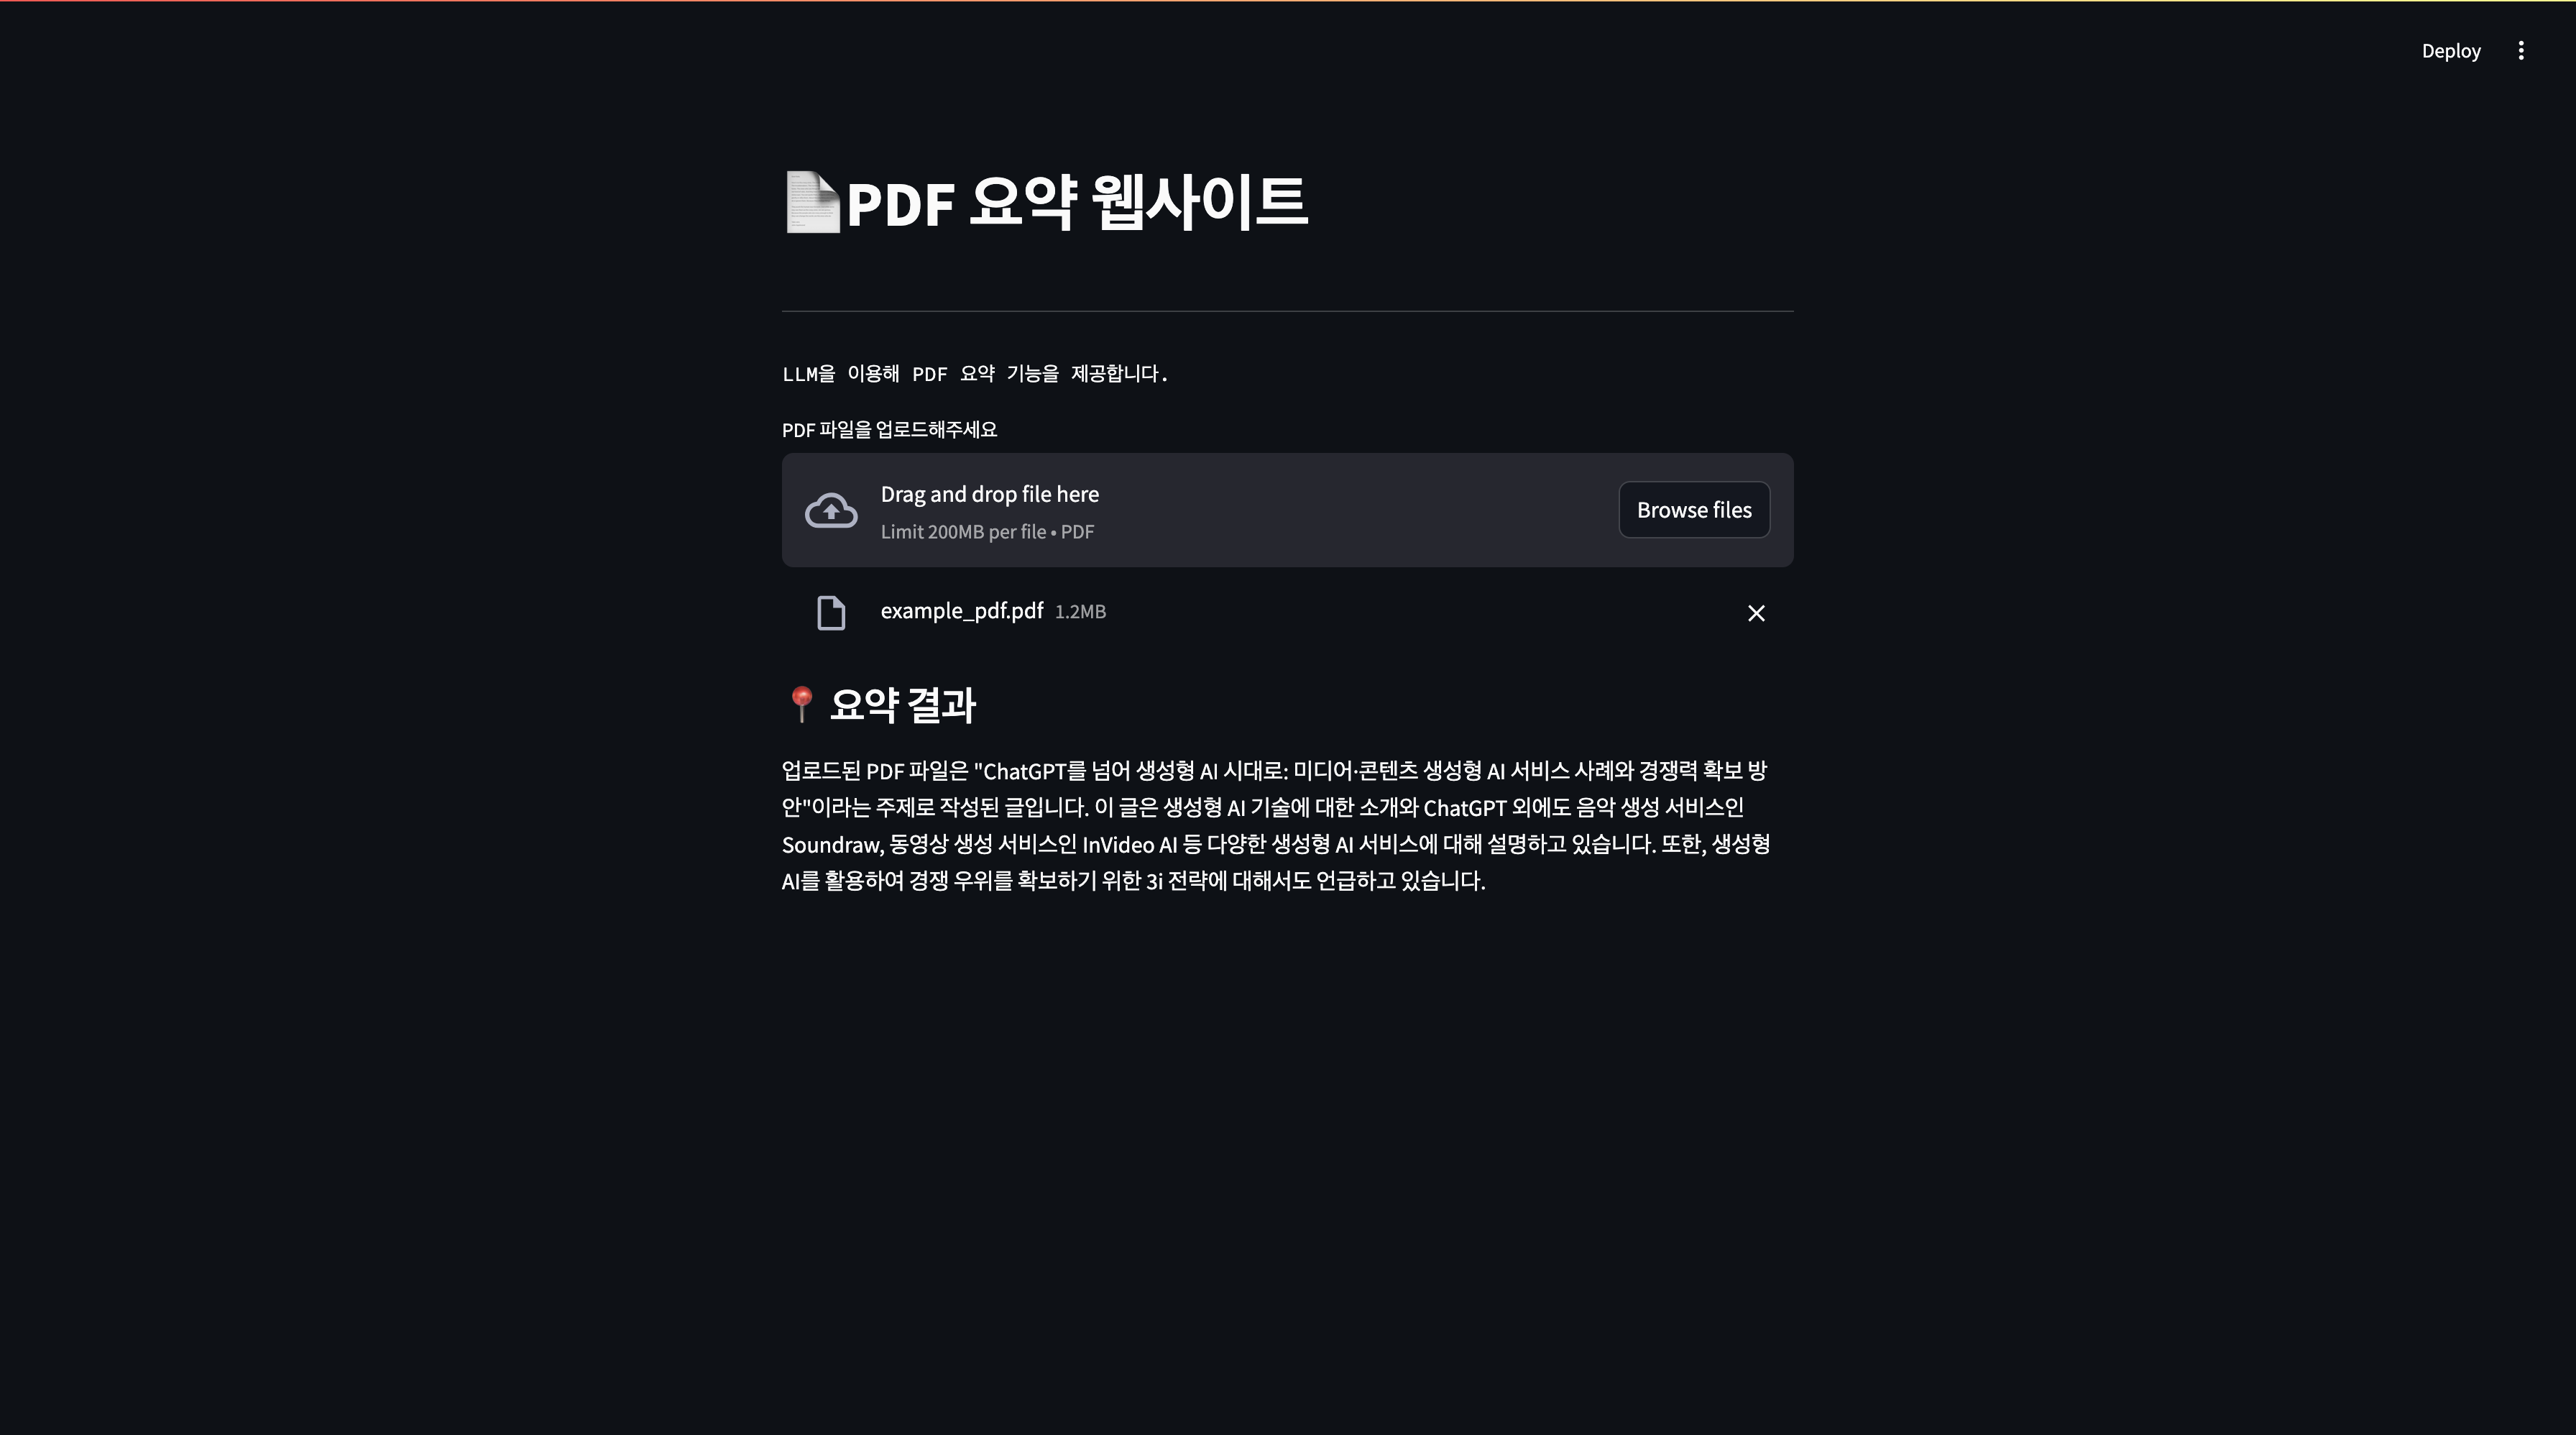 Deploy
PDF 요약 웹사이트
LLM을 이용해 PDF 요약 기능을 제공합니다.
PDF 파일을 업로드해주세요
Drag and drop file here
Limit 200MB per file • PDF
Browse files
example_pdf.pdf 1.2MB
요약 결과
업로드된 PDF 파일은 "ChatGPT를 넘어 생성형 AI 시대로: 미디어·콘텐츠 생성형 AI 서비스 사례와 경쟁력 확보 방
안"이라는 주제로 작성된 글입니다. 이 글은 생성형 AI 기술에 대한 소개와 ChatGPT 외에도 음악 생성 서비스인
Soundraw, 동영상 생성 서비스인 InVideo AI 등 다양한 생성형 AI 서비스에 대해 설명하고 있습니다. 또한, 생성형
AI를 활용하여 경쟁 우위를 확보하기 위한 3i 전략에 대해서도 언급하고 있습니다.